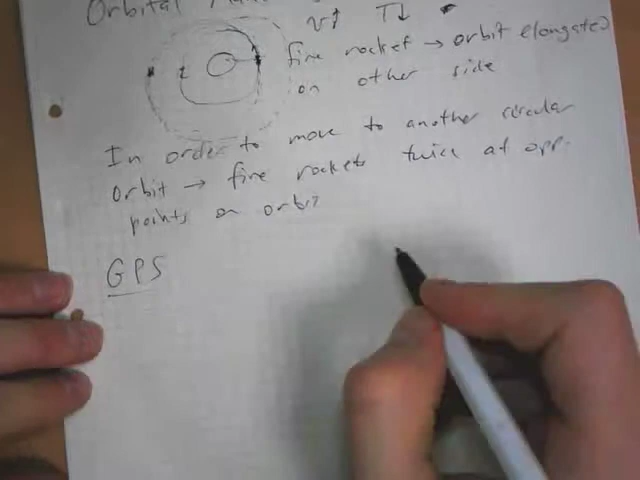 Orbital
v↑ T↓
fire rocket → orbit elongated
on other side
In order to move to another circular
orbit → fire rockets twice at opp.
points on orbit
GPS